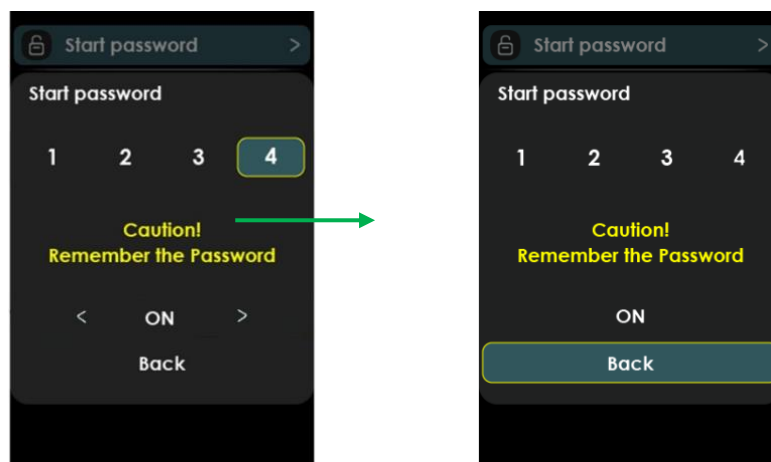 Start password >
Start password
1 2 3 4
Caution!
Remember the Password
< ON >
Back
Start password >
Start password
1 2 3 4
Caution!
Remember the Password
ON
Back